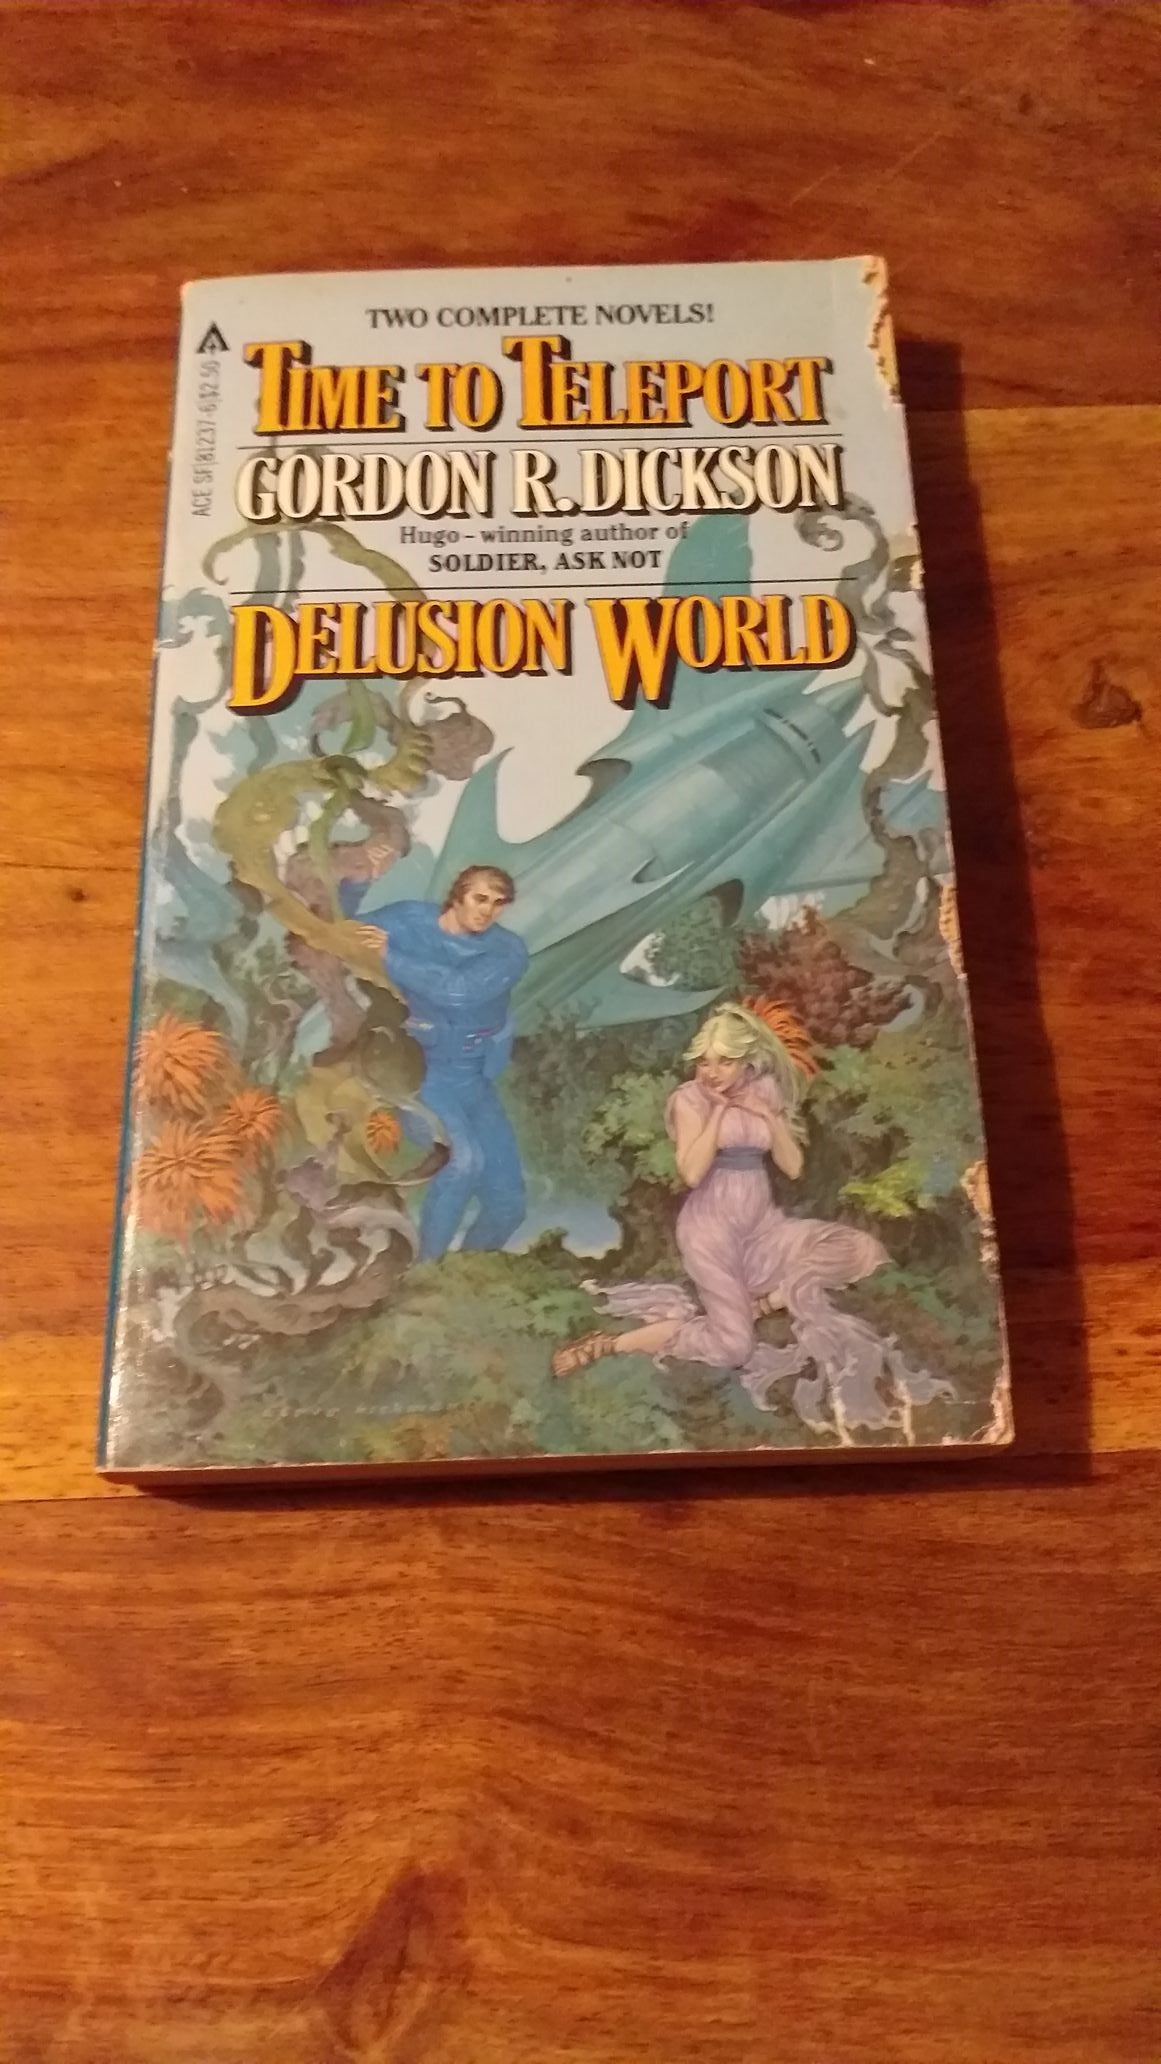 TWO COMPLETE NOVELS!
TIME TO TELEPORT
ACE SF|81237-6|$2.50
GORDON R. DICKSON
Hugo-winning author of
SOLDIER, ASK NOT
DELUSION WORLD